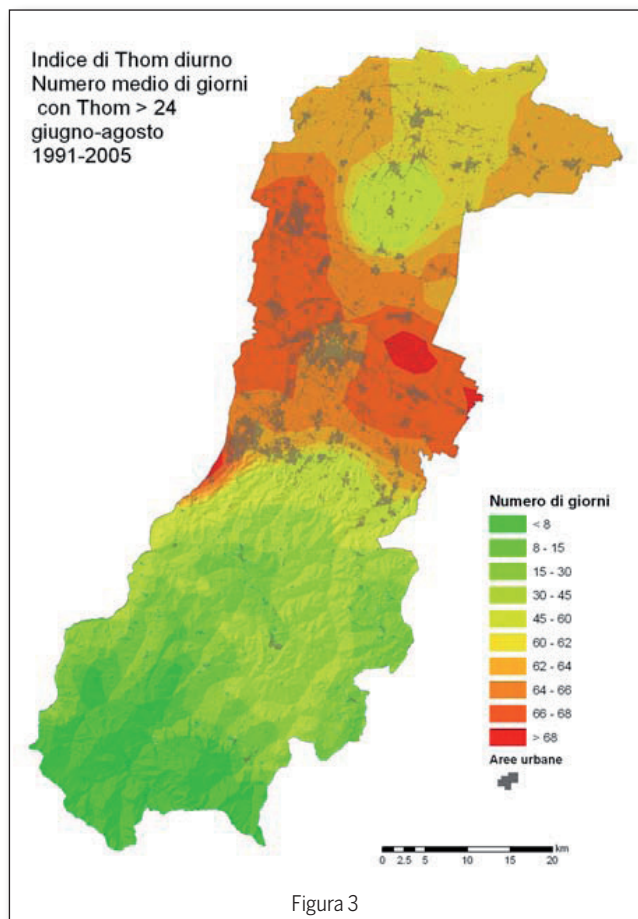 Indice di Thom diurno
Numero medio di giorni
con Thom > 24
giugno-agosto
1991-2005
Numero di giorni
< 8
8 - 15
15 - 30
30 - 45
45 - 60
60 - 62
62 - 64
64 - 66
66 - 68
> 68
Aree urbane
km
0 2.5 5 10 15 20
Figura 3